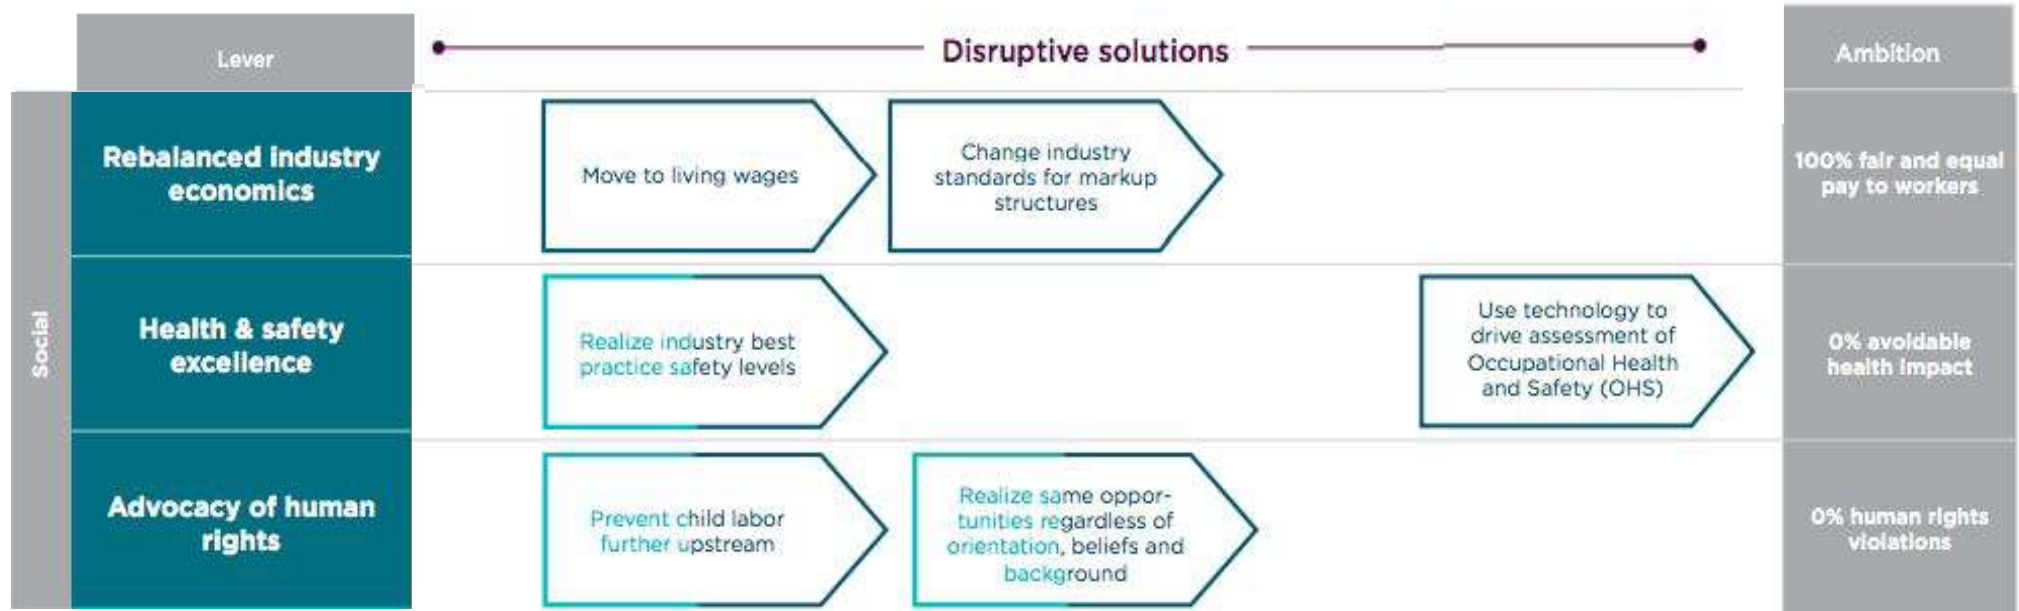 Lever
Disruptive solutions
Ambition
Social
Rebalanced industry
economics
Move to living wages
Change industry
standards for markup
structures
100% fair and equal
pay to workers
Health & safety
excellence
Realize industry best
practice safety levels
Use technology to
drive assessment of
Occupational Health
and Safety (OHS)
0% avoidable
health impact
Advocacy of human
rights
Prevent child labor
further upstream
Realize same oppor-
tunities regardless of
orientation, beliefs and
background
0% human rights
violations